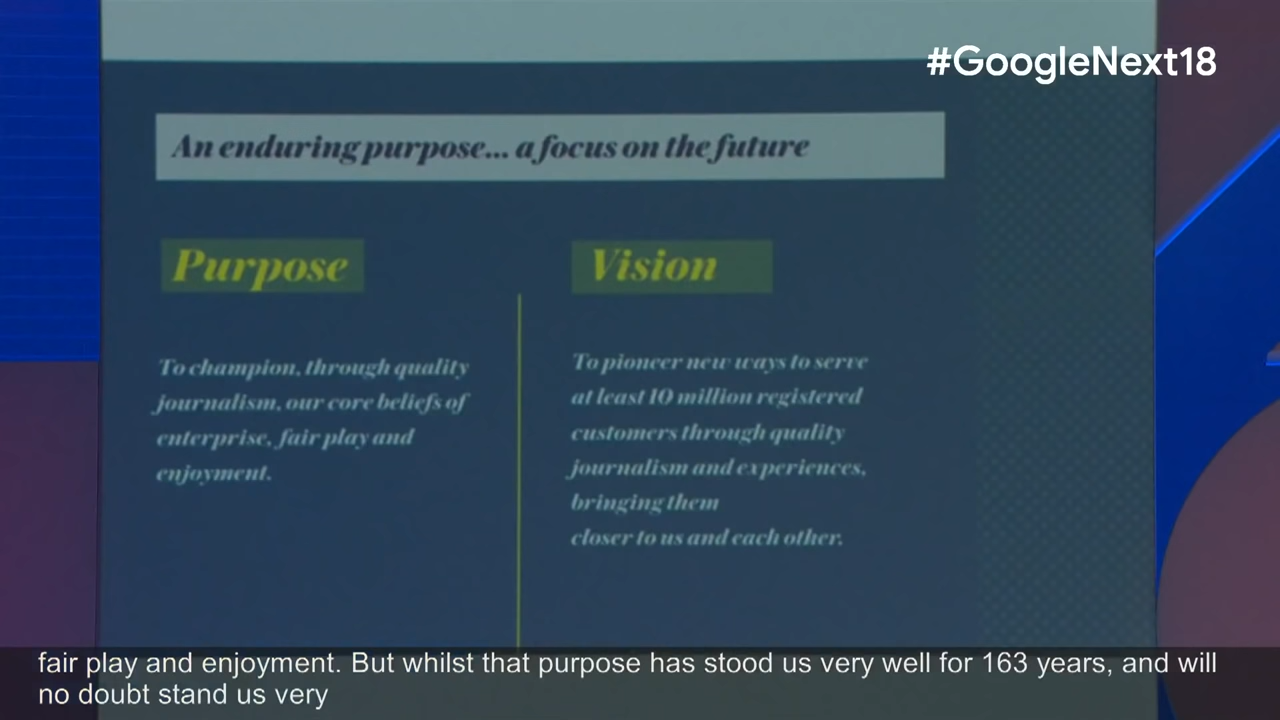 #GoogleNext18
An enduring purpose... a focus on the future
Purpose
Vision
To champion, through quality
journalism, our core beliefs of
enterprise, fair play and
enjoyment.
To pioneer new ways to serve
at least 10 million registered
customers through quality
journalism and experiences,
bringing them
closer to us and each other.
fair play and enjoyment. But whilst that purpose has stood us very well for 163 years, and will
no doubt stand us very